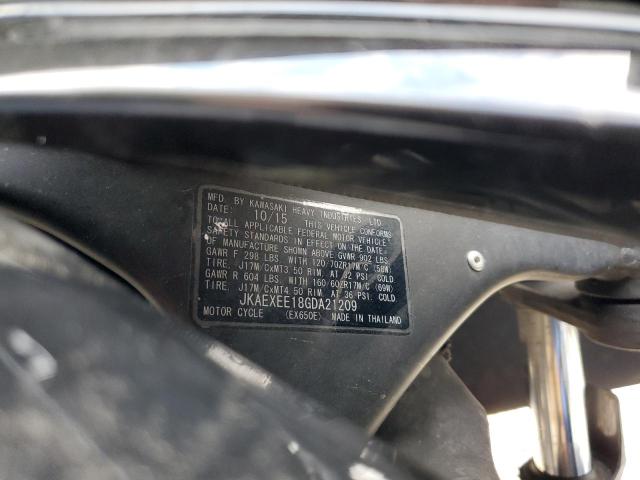 MFD. BY KAWASAKI HEAVY INDUSTRIES, LTD.
DATE: 10/15 THIS VEHICLE CONFORMS
TO ALL APPLICABLE FEDERAL MOTOR VEHICLE
SAFETY STANDARDS IN EFFECT ON THE DATE
OF MANUFACTURE SHOWN ABOVE GVWR 902 LBS
GAWR F 298 LBS. WITH 120/70ZR17M/C (58W)
TIRE, J17M/CxMT3.50 RIM, AT 32 PSI. COLD
GAWR R 604 LBS. WITH 160/60ZR17M/C (69W)
TIRE, J17M/CxMT4.50 RIM, AT 36 PSI. COLD
JKAEXEE18GDA21209
MOTOR CYCLE (EX650E) MADE IN THAILAND